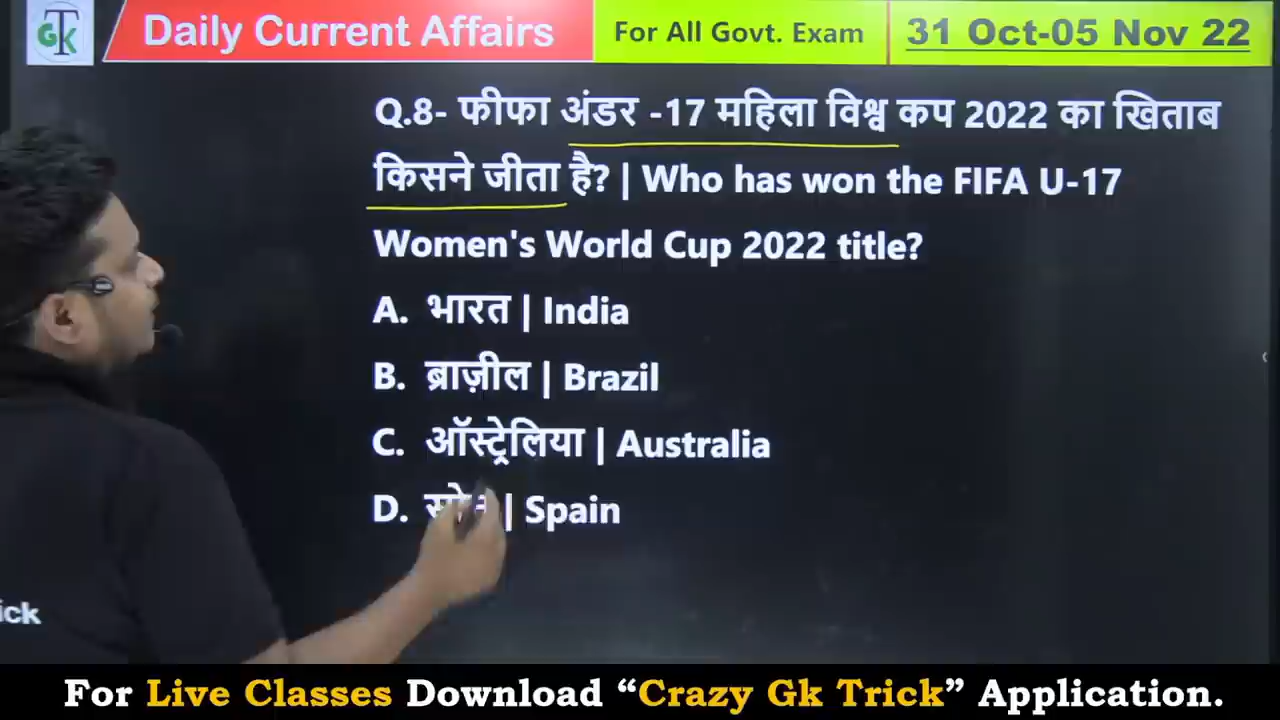 GTK
Daily Current Affairs
For All Govt. Exam
31 Oct-05 Nov 22
Q.8- फीफा अंडर -17 महिला विश्व कप 2022 का खिताब
किसने जीता है? | Who has won the FIFA U-17
Women's World Cup 2022 title?
A. भारत | India
B. ब्राज़ील | Brazil
C. ऑस्ट्रेलिया | Australia
D. | Spain
ick
For Live Classes Download “Crazy Gk Trick” Application.